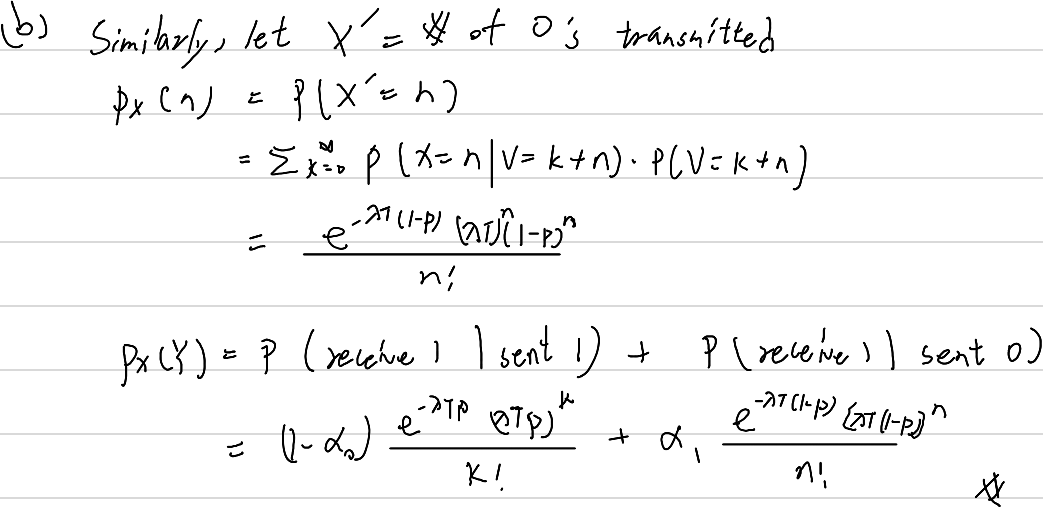 (b) Similarly, let X′ = # of 0's transmitted
p_X(n) = P(X′ = n)
= Σ_{k=0}^{∞} P(X = n | V = k + n) · P(V = k + n)
= e^{-λT(1-p)} (λT)^n (1-p)^n / n!
p_X(Y) = P(receive 1 | sent 1) + P(receive 1 | sent 0)
= (1 - α_0) e^{-λTp} (λTp)^k / k! + α_1 e^{-λT(1-p)} (λT(1-p))^n / n! #